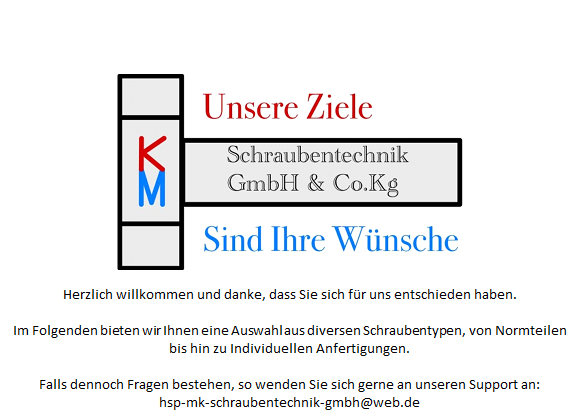 Unsere Ziele
K
M
Schraubentechnik
GmbH & Co.Kg
Sind Ihre Wünsche
Herzlich willkommen und danke, dass Sie sich für uns entschieden haben.
Im Folgenden bieten wir Ihnen eine Auswahl aus diversen Schraubentypen, von Normteilen
bis hin zu Individuellen Anfertigungen.
Falls dennoch Fragen bestehen, so wenden Sie sich gerne an unseren Support an:
hsp-mk-schraubentechnik-gmbh@web.de